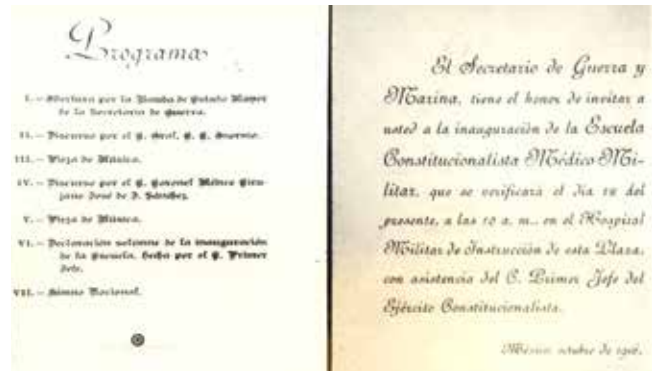 Programa
I. — Obertura por la Banda de Estado Mayor
de la Secretaría de Guerra.
II. — Discurso por el C. Gral.
III. — Pieza de Música.
IV. — Discurso por el C. Coronel Médico Ciru-
jano José de J. Sánchez.
V. — Pieza de Música.
VI. — Declaración solemne de la inauguración
de la Escuela, hecha por el C. Primer
Jefe.
VII. — Himno Nacional.
El Secretario de Guerra y
Marina, tiene el honor de invitar a
usted a la inauguración de la Escuela
Constitucionalista Médico Mi-
litar, que se verificará el día del
presente, a las 10 a. m., en el Hospital
Militar de Instrucción de esta Plaza,
con asistencia del C. Primer Jefe del
Ejército Constitucionalista.
México, octubre de